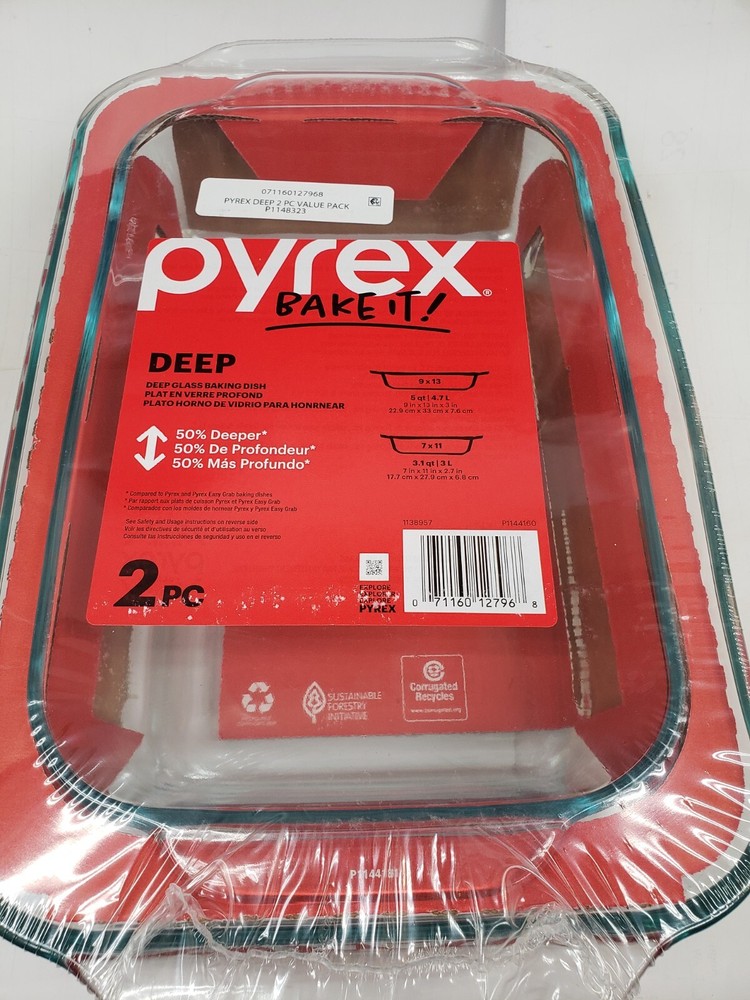 071160127968
PYREX DEEP 2 PC VALUE PACK
P1148323
pyrex®
BAKE IT!
DEEP
DEEP GLASS BAKING DISH
PLAT EN VERRE PROFOND
PLATO HORNO DE VIDRIO PARA HONRNEAR
50% Deeper*
50% De Profondeur*
50% Más Profundo*
9 x 13
5 qt | 4.7 L
9 in x 13 in x 3 in
22.9 cm x 33 cm x 7.6 cm
7 x 11
3.1 qt | 3 L
7 in x 11 in x 2.7 in
17.7 cm x 27.9 cm x 6.8 cm
* Compared to Pyrex and Pyrex Easy Grab baking dishes
* Par rapport aux plats de cuisson Pyrex et Pyrex Easy Grab
* Comparados con los moldes de hornear Pyrex y Pyrex Easy Grab
See Safety and Usage instructions on reverse side
Voir les directives de sécurité et d'utilisation au verso
Consulte las instrucciones de seguridad y uso en el reverso
2 PC
1138957
P1144160
EXPLORE
EXPLORER
EXPLORE
PYREX
0 71160 12796 8
SUSTAINABLE
FORESTRY
INITIATIVE
Corrugated
Recycles
www.corrugated.org